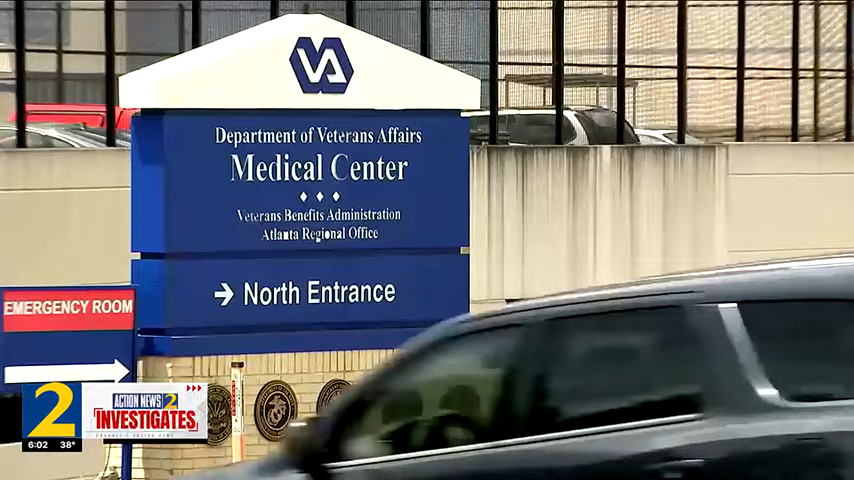 VA
Department of Veterans Affairs
Medical Center
Veterans Benefits Administration
Atlanta Regional Office
→ North Entrance
EMERGENCY ROOM
2
ACTION NEWS 2
INVESTIGATES
6:02 38°